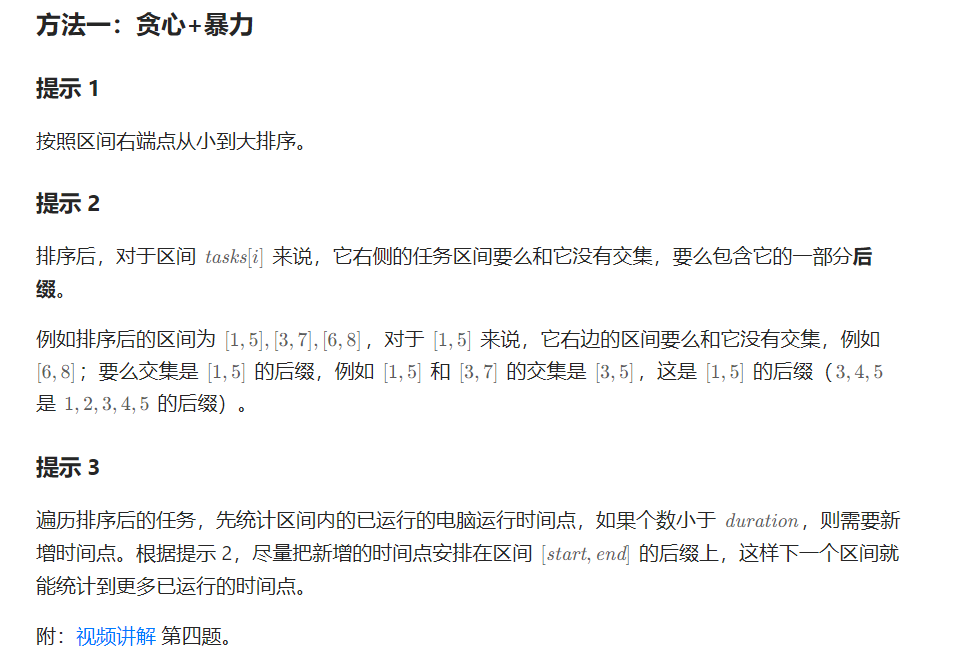 方法一：贪心+暴力
提示 1
按照区间右端点从小到大排序。
提示 2
排序后，对于区间 tasks[i] 来说，它右侧的任务区间要么和它没有交集，要么包含它的一部分后
缀。
例如排序后的区间为 [1, 5], [3, 7], [6, 8]，对于 [1, 5] 来说，它右边的区间要么和它没有交集，例如
[6, 8]；要么交集是 [1, 5] 的后缀，例如 [1, 5] 和 [3, 7] 的交集是 [3, 5]，这是 [1, 5] 的后缀（3, 4, 5
是 1, 2, 3, 4, 5 的后缀）。
提示 3
遍历排序后的任务，先统计区间内的已运行的电脑运行时间点，如果个数小于 duration，则需要新
增时间点。根据提示 2，尽量把新增的时间点安排在区间 [start, end] 的后缀上，这样下一个区间就
能统计到更多已运行的时间点。
附：视频讲解 第四题。